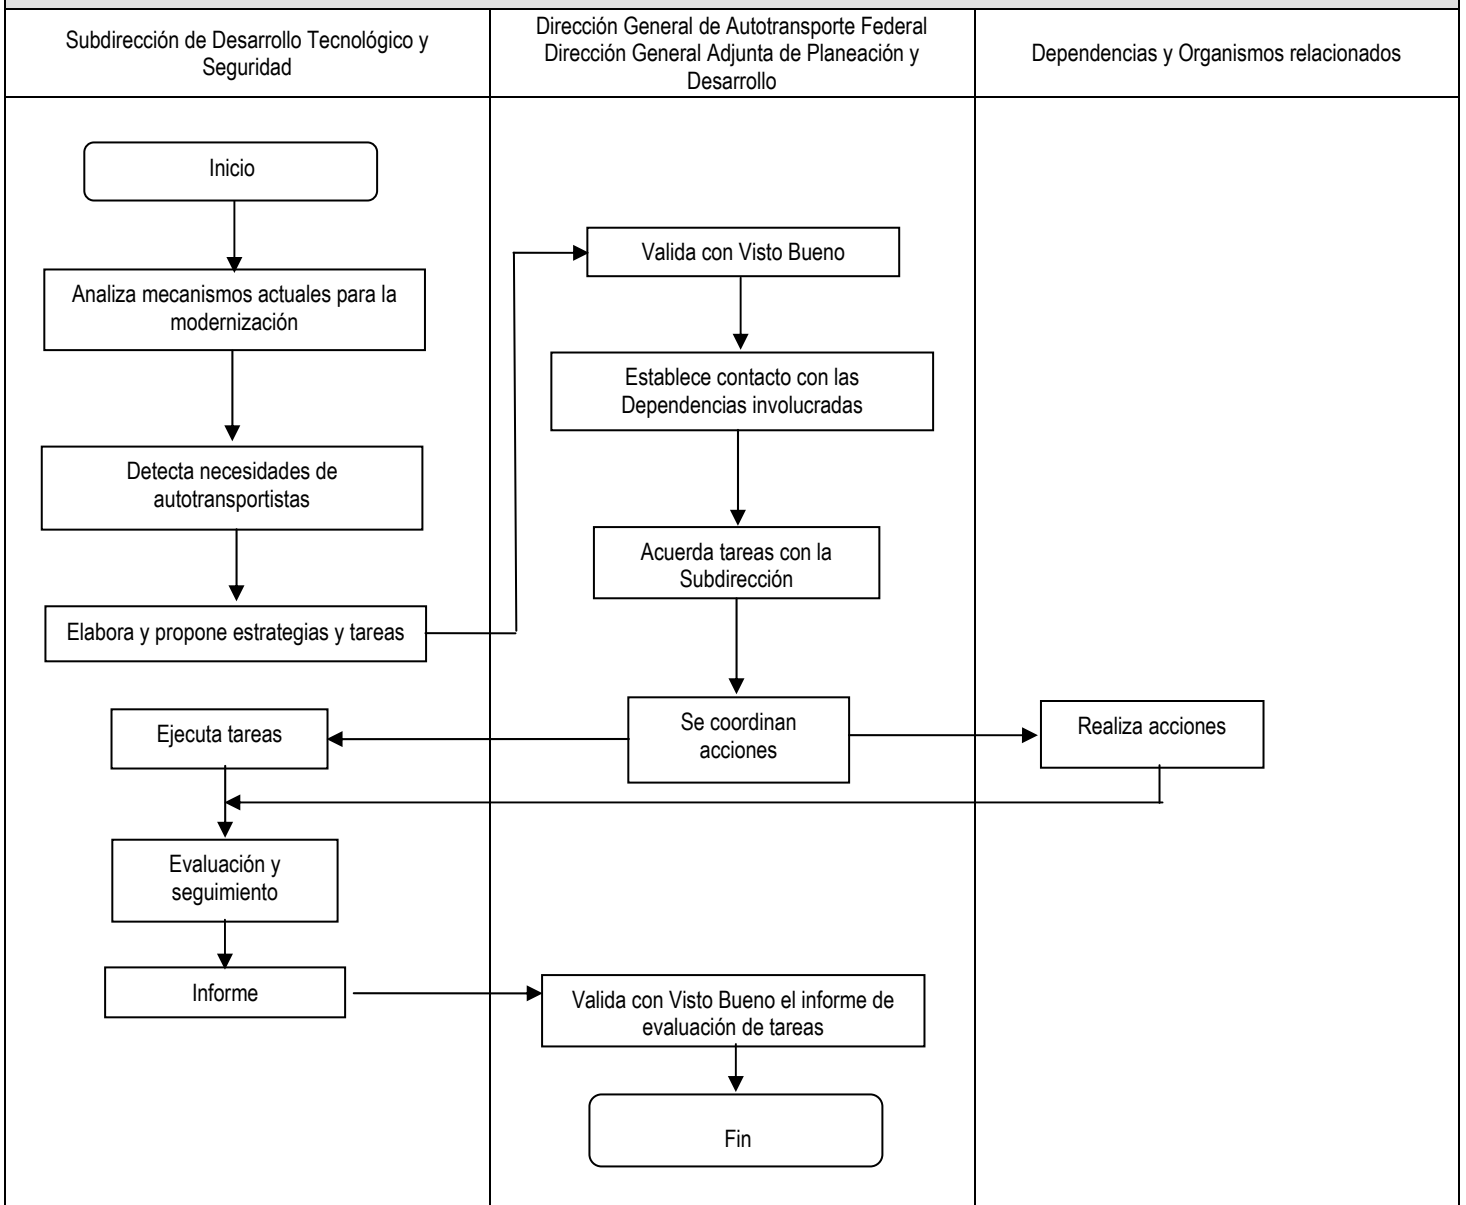 Subdirección de Desarrollo Tecnológico y
Seguridad
Dirección General de Autotransporte Federal
Dirección General Adjunta de Planeación y
Desarrollo
Dependencias y Organismos relacionados
Inicio
Analiza mecanismos actuales para la
modernización
Detecta necesidades de
autotransportistas
Elabora y propone estrategias y tareas
Valida con Visto Bueno
Establece contacto con las
Dependencias involucradas
Acuerda tareas con la
Subdirección
Se coordinan
acciones
Ejecuta tareas
Realiza acciones
Evaluación y
seguimiento
Informe
Valida con Visto Bueno el informe de
evaluación de tareas
Fin